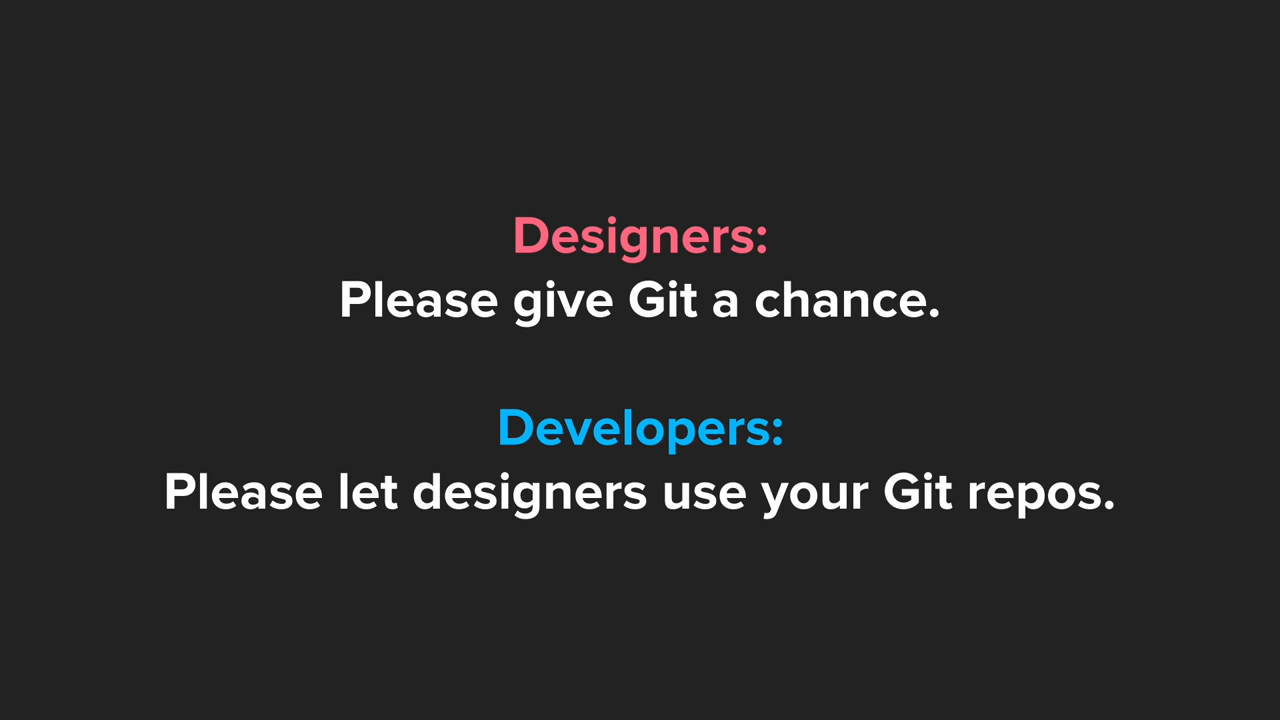 Designers:
Please give Git a chance.
Developers:
Please let designers use your Git repos.